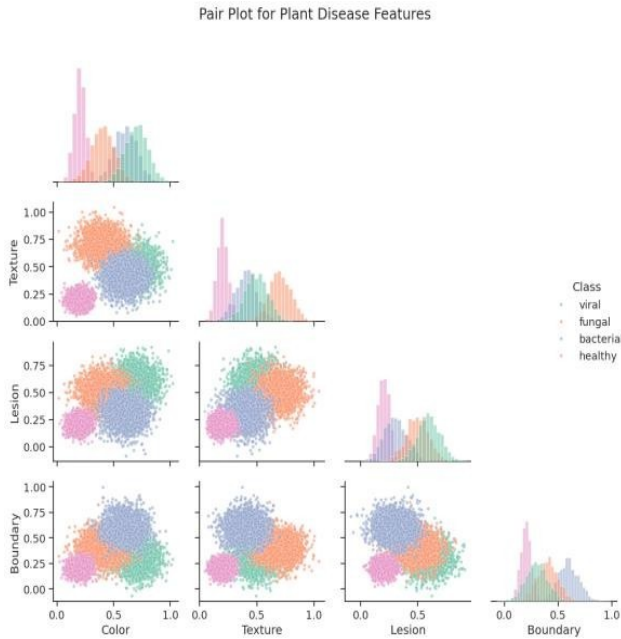 Pair Plot for Plant Disease Features
1.00
0.75
0.50
0.25
0.00
Texture
0.75
0.50
0.25
0.00
Lesion
Class
viral
fungal
bacteria
healthy
1.00
0.75
0.50
0.25
0.00
Boundary
0.0 0.5 1.0 0.0 0.5 1.0 0.0 0.5 0.0 0.5 1.0
Color Texture Lesion Boundary